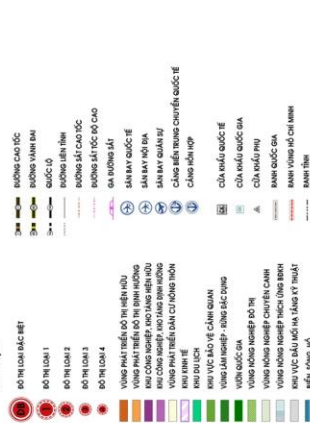 ĐB
ĐÔ THỊ LOẠI ĐẶC BIỆT
ĐÔ THỊ LOẠI 1
ĐÔ THỊ LOẠI 2
ĐÔ THỊ LOẠI 3
ĐÔ THỊ LOẠI 4
VÙNG PHÁT TRIỂN ĐÔ THỊ HIỆN HỮU
VÙNG PHÁT TRIỂN ĐÔ THỊ ĐỊNH HƯỚNG
KHU CÔNG NGHIỆP, KHO TÀNG HIỆN HỮU
KHU CÔNG NGHIỆP, KHO TÀNG ĐỊNH HƯỚNG
VÙNG PHÁT TRIỂN DÂN CƯ NÔNG THÔN
KHU KINH TẾ
KHU DU LỊCH
KHU VỰC BẢO VỆ CẢNH QUAN
VÙNG LÂM NGHIỆP - RỪNG ĐẶC DỤNG
VƯỜN QUỐC GIA
VÙNG NÔNG NGHIỆP ĐÔ THỊ
VÙNG NÔNG NGHIỆP CHUYÊN CANH
VÙNG NÔNG NGHIỆP THÍCH ỨNG BĐKH
KHU VỰC ĐẦU MỐI HẠ TẦNG KỸ THUẬT
ĐƯỜNG CAO TỐC
ĐƯỜNG VÀNH ĐAI
QUỐC LỘ
ĐƯỜNG LIÊN TỈNH
ĐƯỜNG SẮT CAO TỐC
ĐƯỜNG SẮT TỐC ĐỘ CAO
GA ĐƯỜNG SẮT
SÂN BAY QUỐC TẾ
SÂN BAY NỘI ĐỊA
SÂN BAY QUÂN SỰ
CẢNG BIỂN TRUNG CHUYỂN QUỐC TẾ
CẢNG HỖN HỢP
CỬA KHẨU QUỐC TẾ
CỬA KHẨU QUỐC GIA
CỬA KHẨU PHỤ
RANH QUỐC GIA
RANH VÙNG HỒ CHÍ MINH
RANH TỈNH